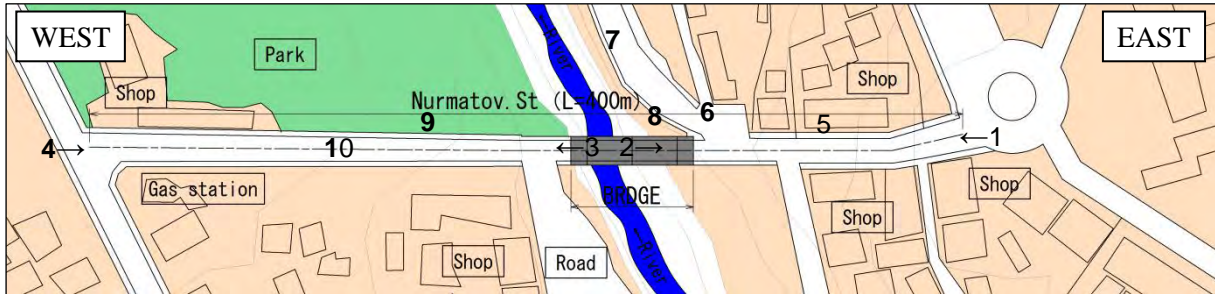 WEST
EAST
←River
7
Park
Shop
Shop
Nurmatov.St (L=400m)
6
9
8
5
4→
10
←3
2→
←1
Gas station
BRDGE
Shop
Shop
Shop
Road
←River